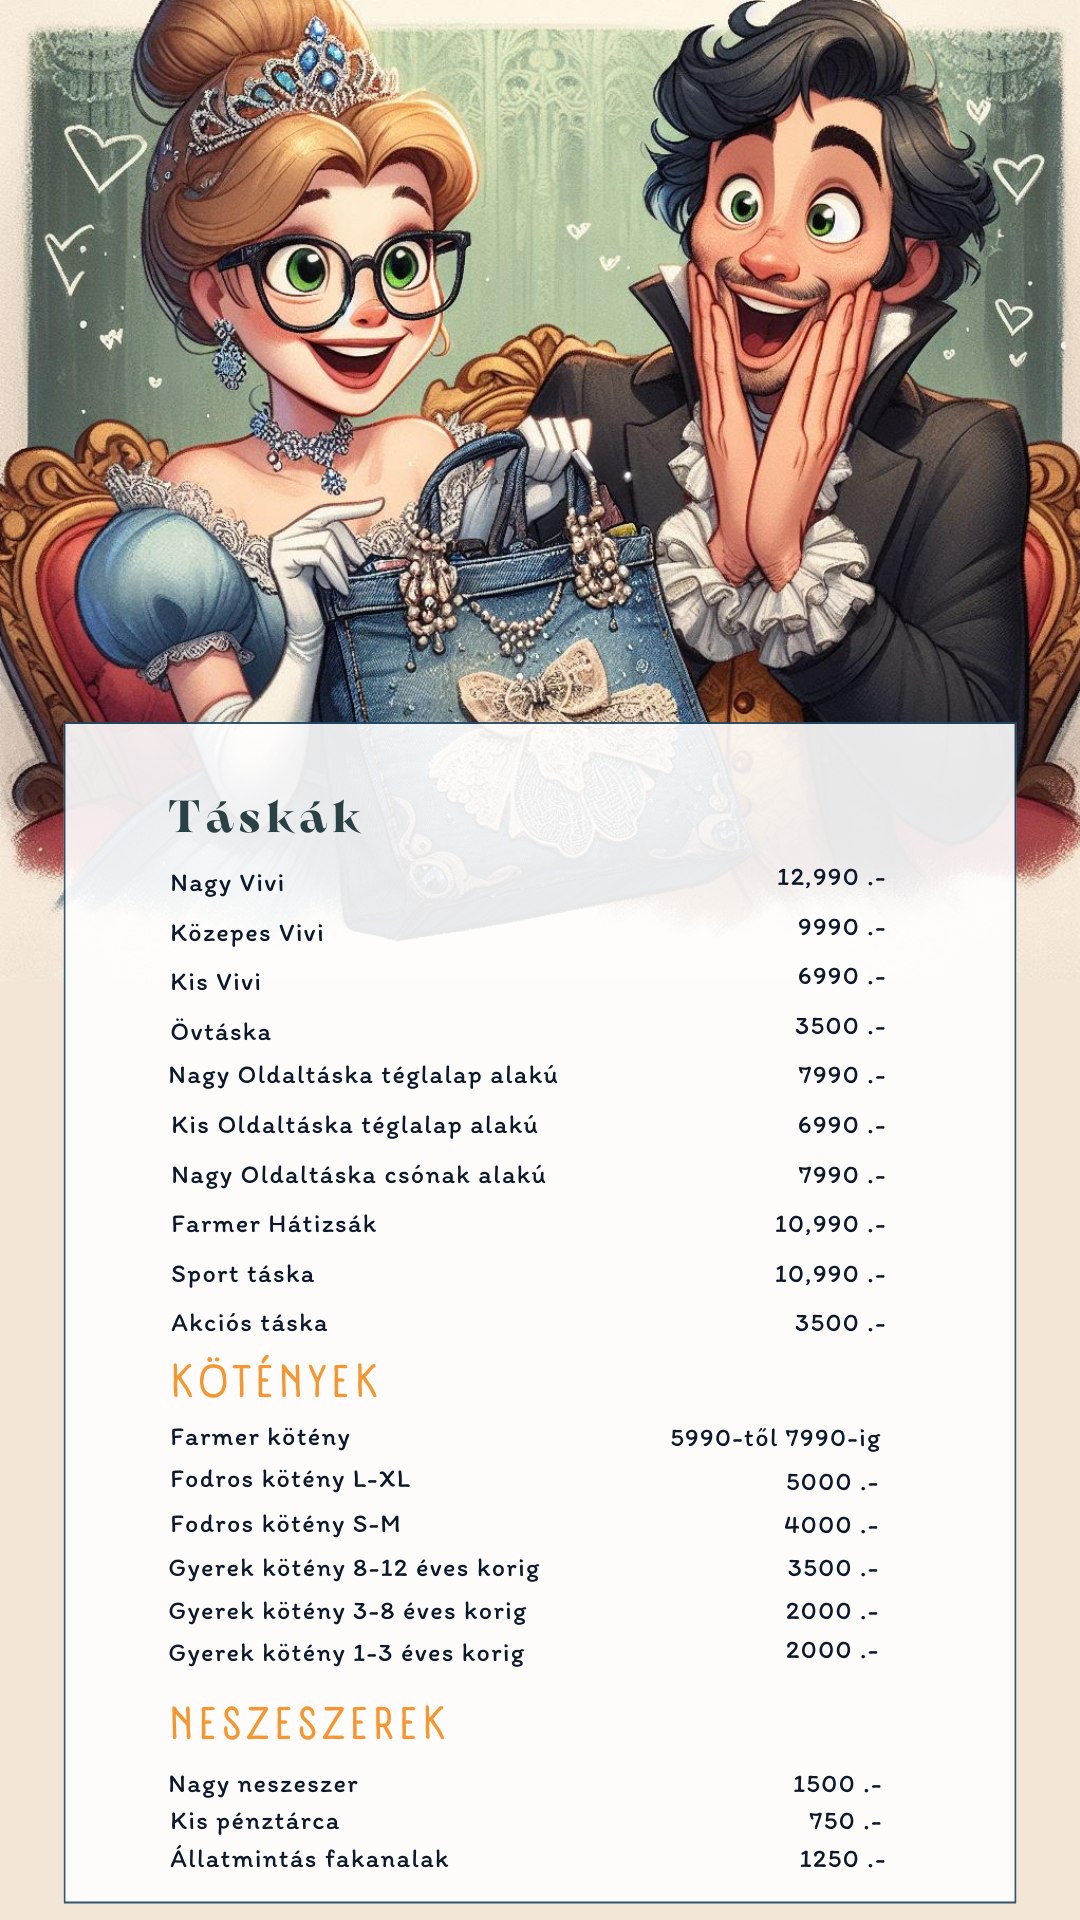 Táskák
Nagy Vivi 12,990 .-
Közepes Vivi 9990 .-
Kis Vivi 6990 .-
Övtáska 3500 .-
Nagy Oldaltáska téglalap alakú 7990 .-
Kis Oldaltáska téglalap alakú 6990 .-
Nagy Oldaltáska csónak alakú 7990 .-
Farmer Hátizsák 10,990 .-
Sport táska 10,990 .-
Akciós táska 3500 .-
KÖTÉNYEK
Farmer kötény 5990-től 7990-ig
Fodros kötény L-XL 5000 .-
Fodros kötény S-M 4000 .-
Gyerek kötény 8-12 éves korig 3500 .-
Gyerek kötény 3-8 éves korig 2000 .-
Gyerek kötény 1-3 éves korig 2000 .-
NESZESZEREK
Nagy neszeszer 1500 .-
Kis pénztárca 750 .-
Állatmintás fakanalak 1250 .-